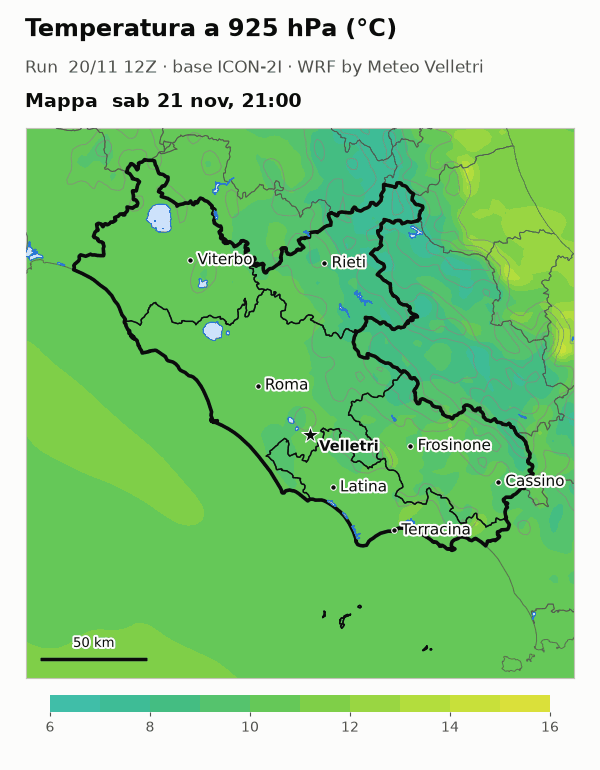 Temperatura a 925 hPa (°C)
Run  20/11 12Z · base ICON-2I · WRF by Meteo Velletri
Mappa  sab 21 nov, 21:00
Viterbo
Rieti
Roma
Velletri
Frosinone
Latina
Cassino
Terracina
50 km
6 8 10 12 14 16